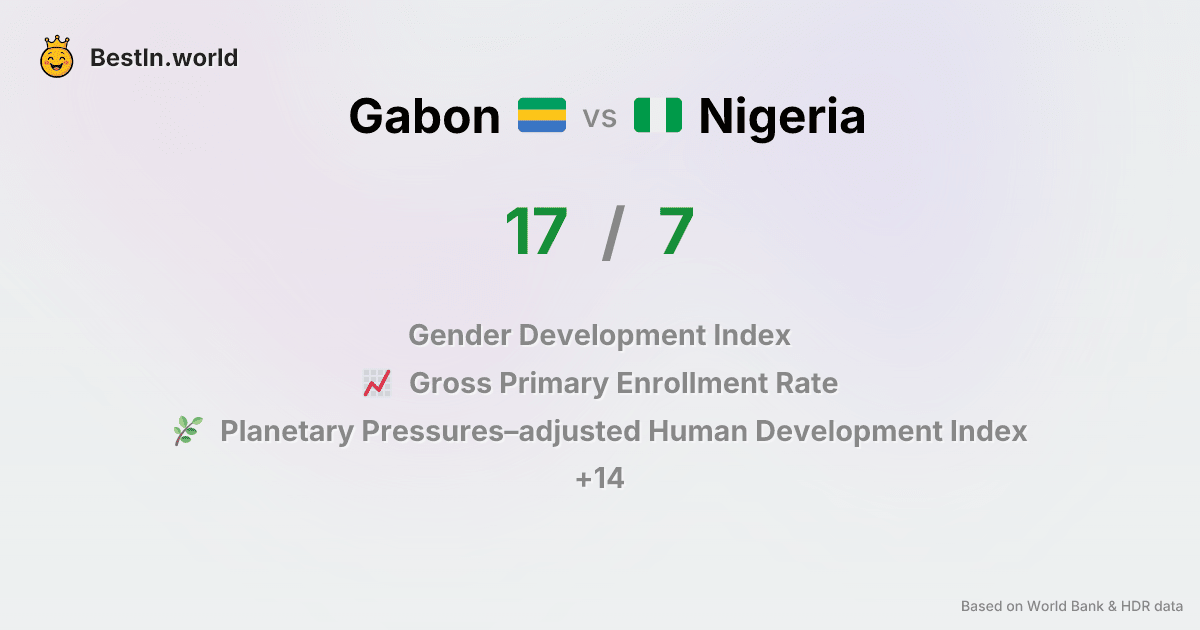 BestIn.world
Gabon vs Nigeria
17 / 7
Gender Development Index
Gross Primary Enrollment Rate
Planetary Pressures–adjusted Human Development Index
+14
Based on World Bank & HDR data